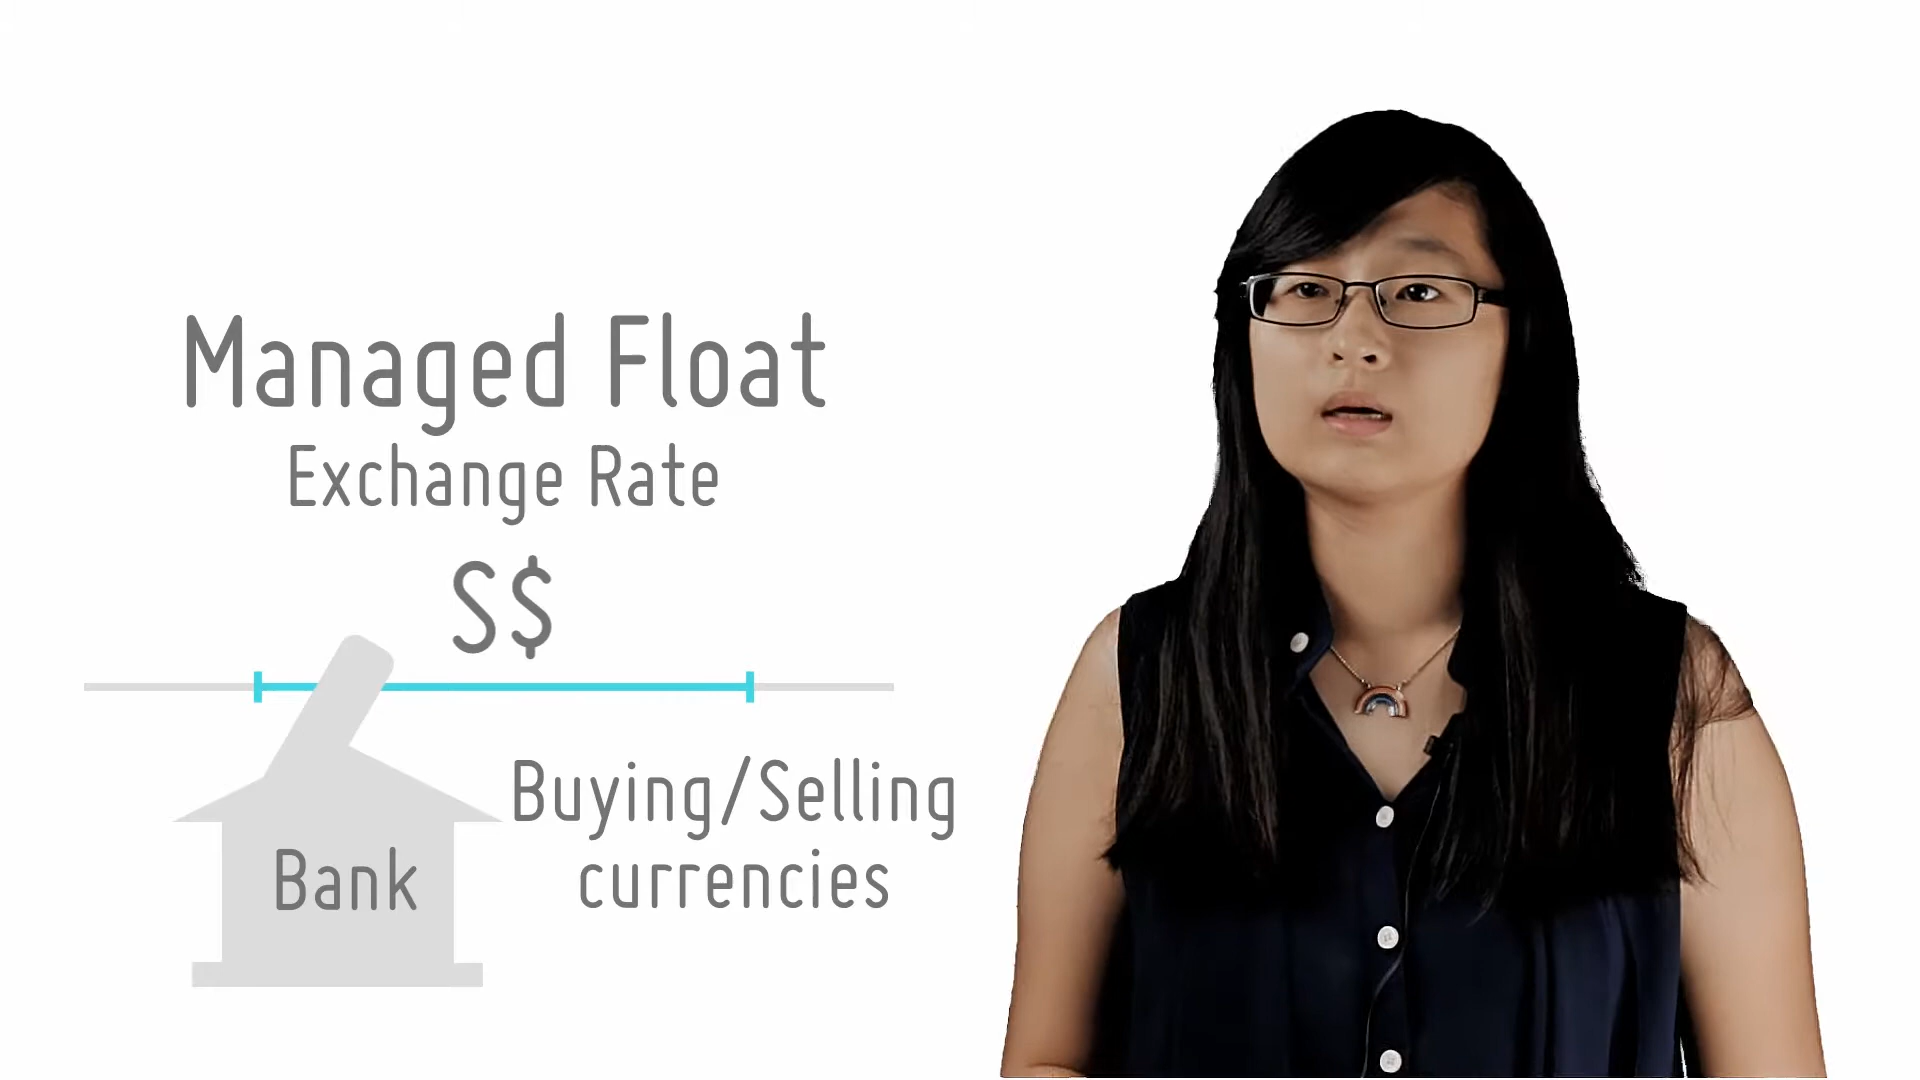 Managed Float
Exchange Rate
S$
Buying/Selling
currencies
Bank